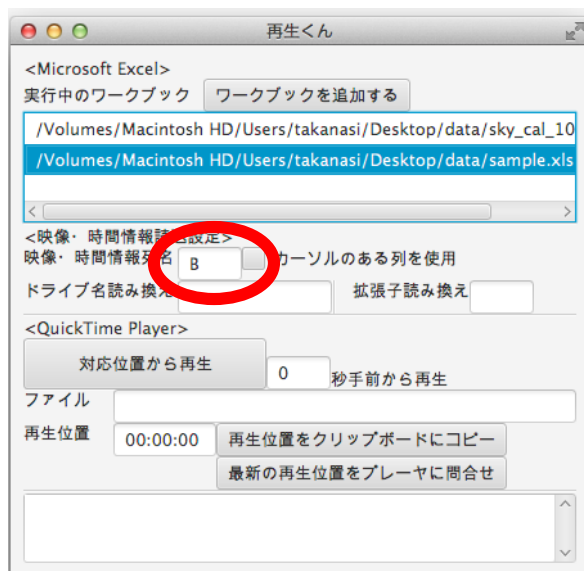 再生くん
<Microsoft Excel>
実行中のワークブック ワークブックを追加する
/Volumes/Macintosh HD/Users/takanasi/Desktop/data/sky_cal_10
/Volumes/Macintosh HD/Users/takanasi/Desktop/data/sample.xls
<映像・時間情報読込設定>
映像・時間情報列名 B カーソルのある列を使用
ドライブ名読み換え 拡張子読み換え
<QuickTime Player>
対応位置から再生 0 秒手前から再生
ファイル
再生位置 00:00:00 再生位置をクリップボードにコピー
最新の再生位置をプレーヤに問合せ